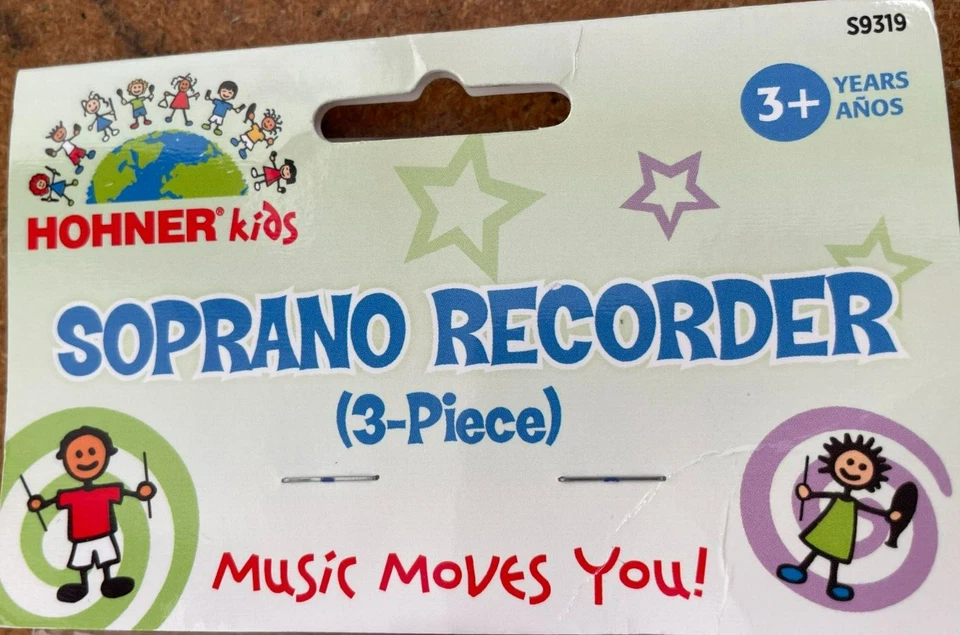 S9319
3+ YEARS
AÑOS
HOHNER® kids
SOPRANO RECORDER
(3-Piece)
Music Moves You!